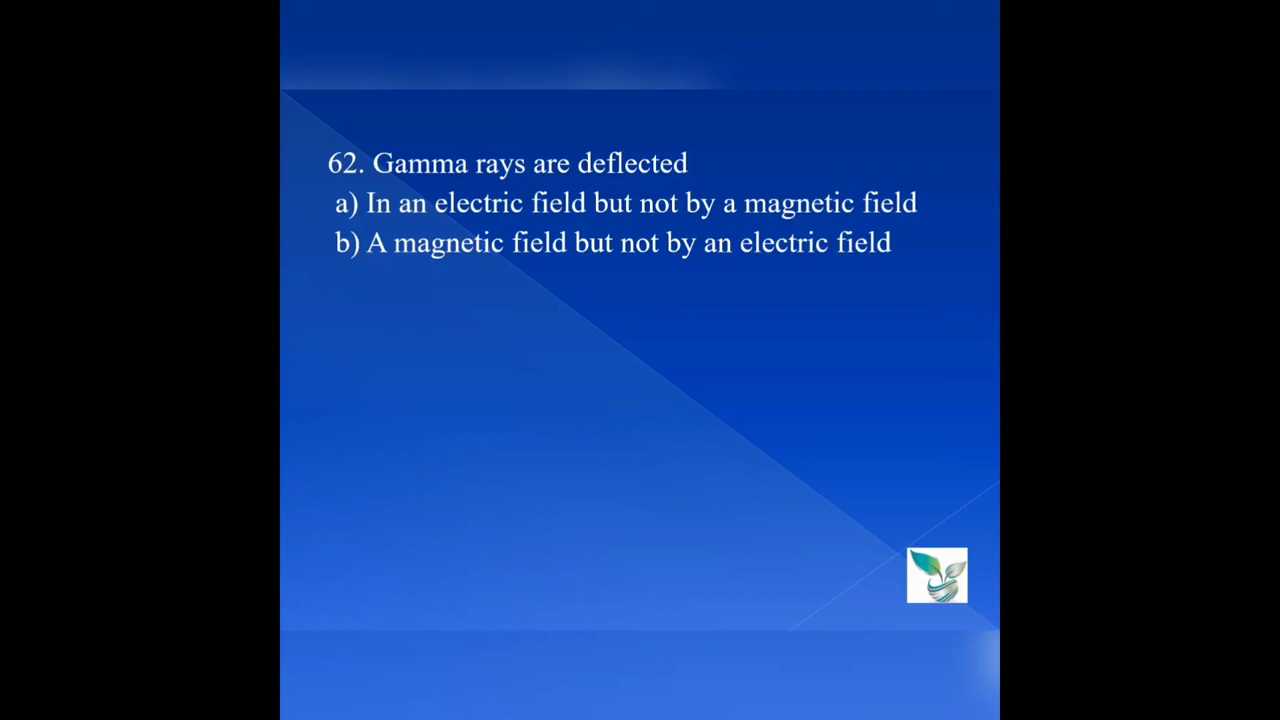 62. Gamma rays are deflected
a) In an electric field but not by a magnetic field
b) A magnetic field but not by an electric field